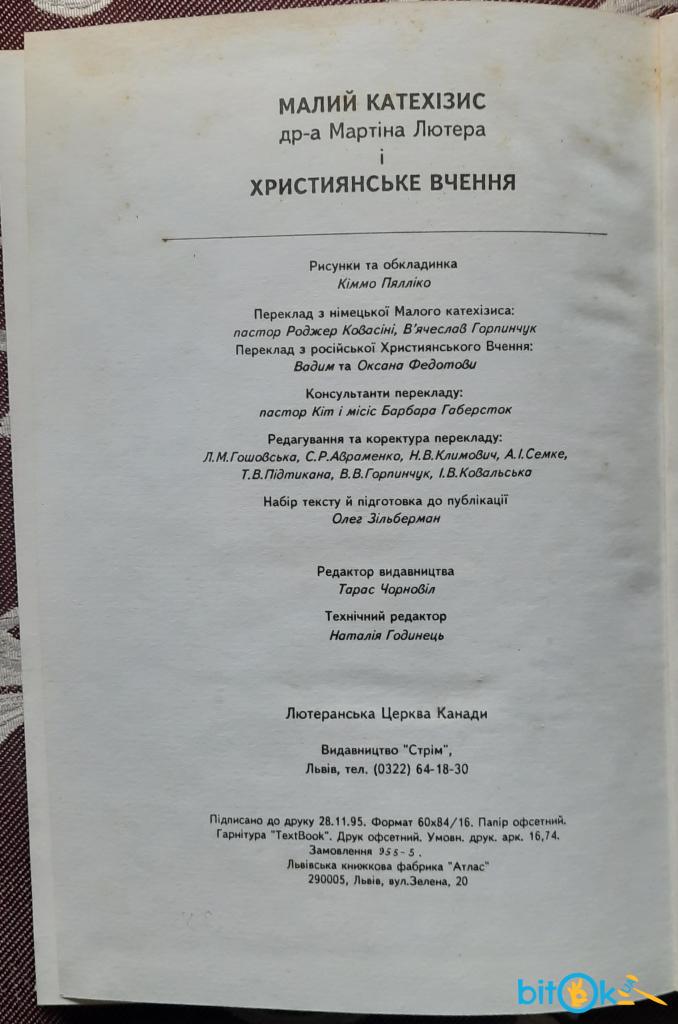 МАЛИЙ КАТЕХІЗИС
др-а Мартіна Лютера
і
ХРИСТИЯНСЬКЕ ВЧЕННЯ
Рисунки та обкладинка
Кіммо Пялліко
Переклад з німецької Малого катехізиса:
пастор Роджер Ковасіні, В'ячеслав Горпинчук
Переклад з російської Християнського Вчення:
Вадим та Оксана Федотови
Консультанти перекладу:
пастор Кіт і місіс Барбара Габерсток
Редагування та коректура перекладу:
Л.М.Гошовська, С.Р.Авраменко, Н.В.Климович, А.І.Семке,
Т.В.Підтикана, В.В.Горпинчук, І.В.Ковальська
Набір тексту й підготовка до публікації
Олег Зільберман
Редактор видавництва
Тарас Чорновіл
Технічний редактор
Наталія Годинець
Лютеранська Церква Канади
Видавництво "Стрім",
Львів, тел. (0322) 64-18-30
Підписано до друку 28.11.95. Формат 60х84/16. Папір офсетний.
Гарнітура "TextBook". Друк офсетний. Умовн. друк. арк. 16,74.
Замовлення 955-5.
Львівська книжкова фабрика "Атлас"
290005, Львів, вул.Зелена, 20
bitOk UA